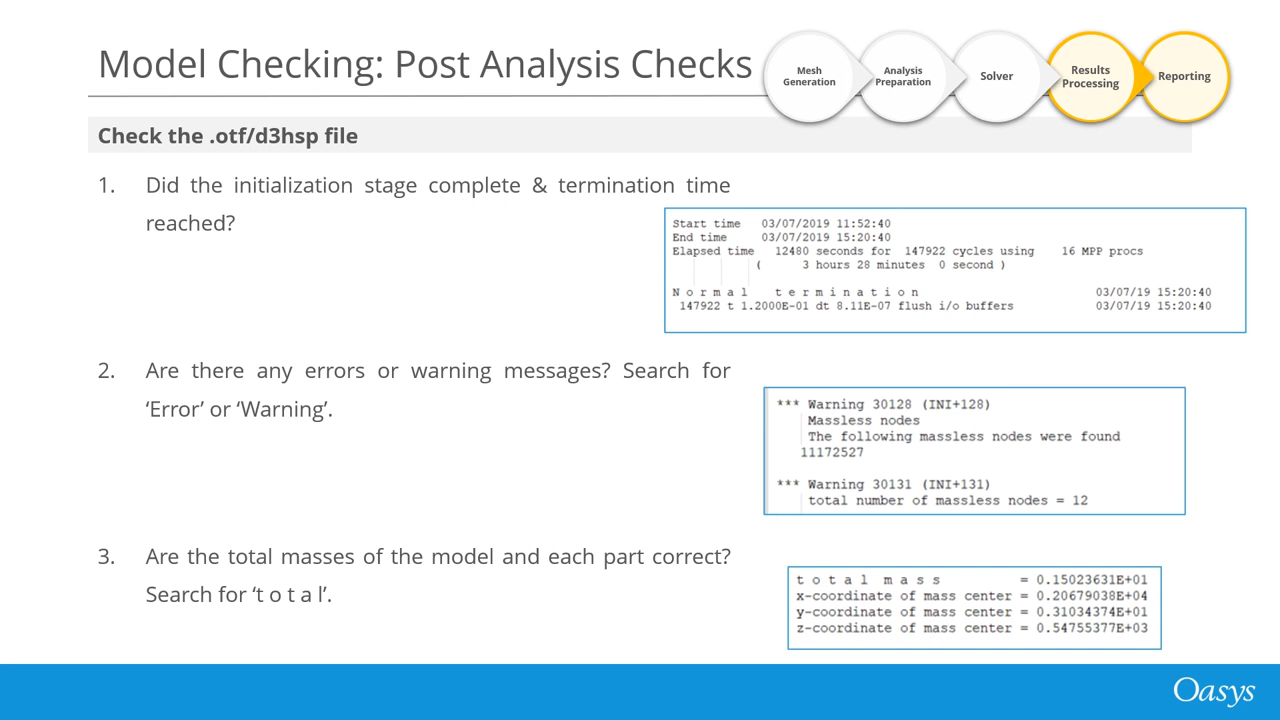 Model Checking: Post Analysis Checks
Mesh Generation
Analysis Preparation
Solver
Results Processing
Reporting
Check the .otf/d3hsp file
1. Did the initialization stage complete & termination time
reached?
Start time 03/07/2019 11:52:40
End time 03/07/2019 15:20:40
Elapsed time 12480 seconds for 147922 cycles using 16 MPP procs
( 3 hours 28 minutes 0 second )
N o r m a l t e r m i n a t i o n 03/07/19 15:20:40
147922 t 1.2000E-01 dt 8.11E-07 flush i/o buffers 03/07/19 15:20:40
2. Are there any errors or warning messages? Search for
‘Error’ or ‘Warning’.
*** Warning 30128 (INI+128)
Massless nodes
The following massless nodes were found
11172527
*** Warning 30131 (INI+131)
total number of massless nodes = 12
3. Are the total masses of the model and each part correct?
Search for ‘t o t a l’.
t o t a l m a s s = 0.15023631E+01
x-coordinate of mass center = 0.20679038E+04
y-coordinate of mass center = 0.31034374E+01
z-coordinate of mass center = 0.54755377E+03
Oasys